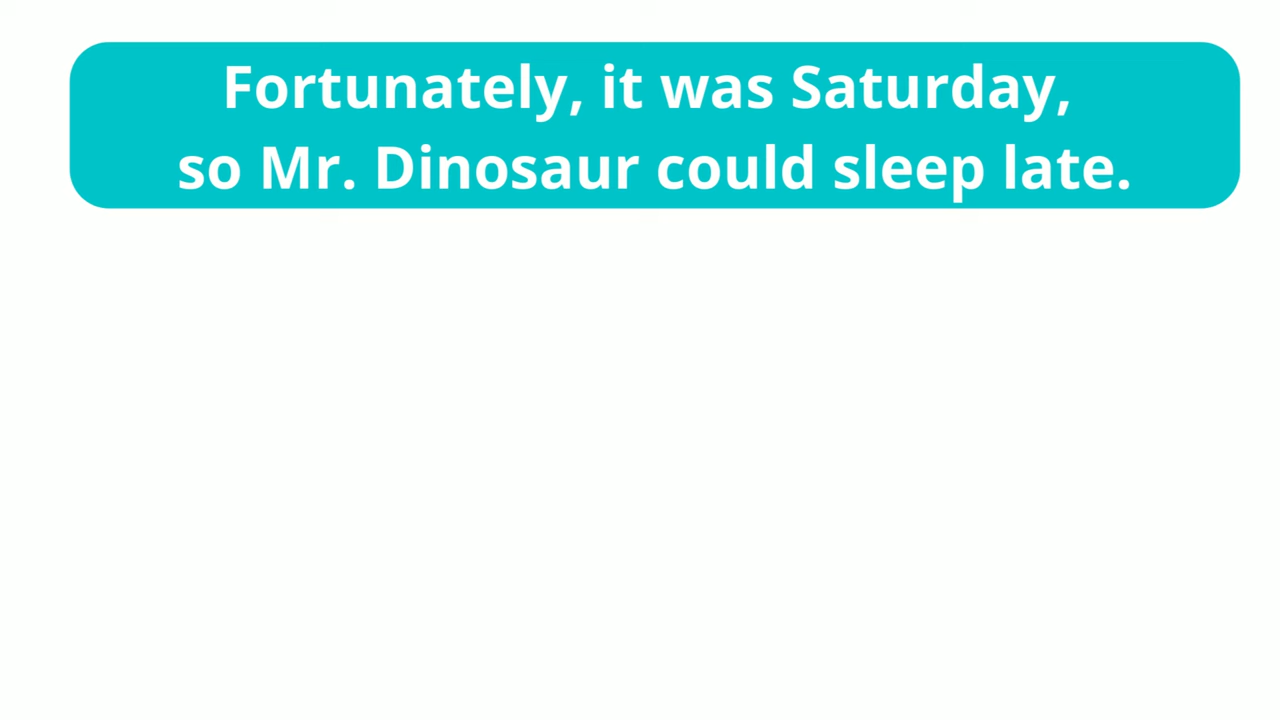 Fortunately, it was Saturday,
so Mr. Dinosaur could sleep late.